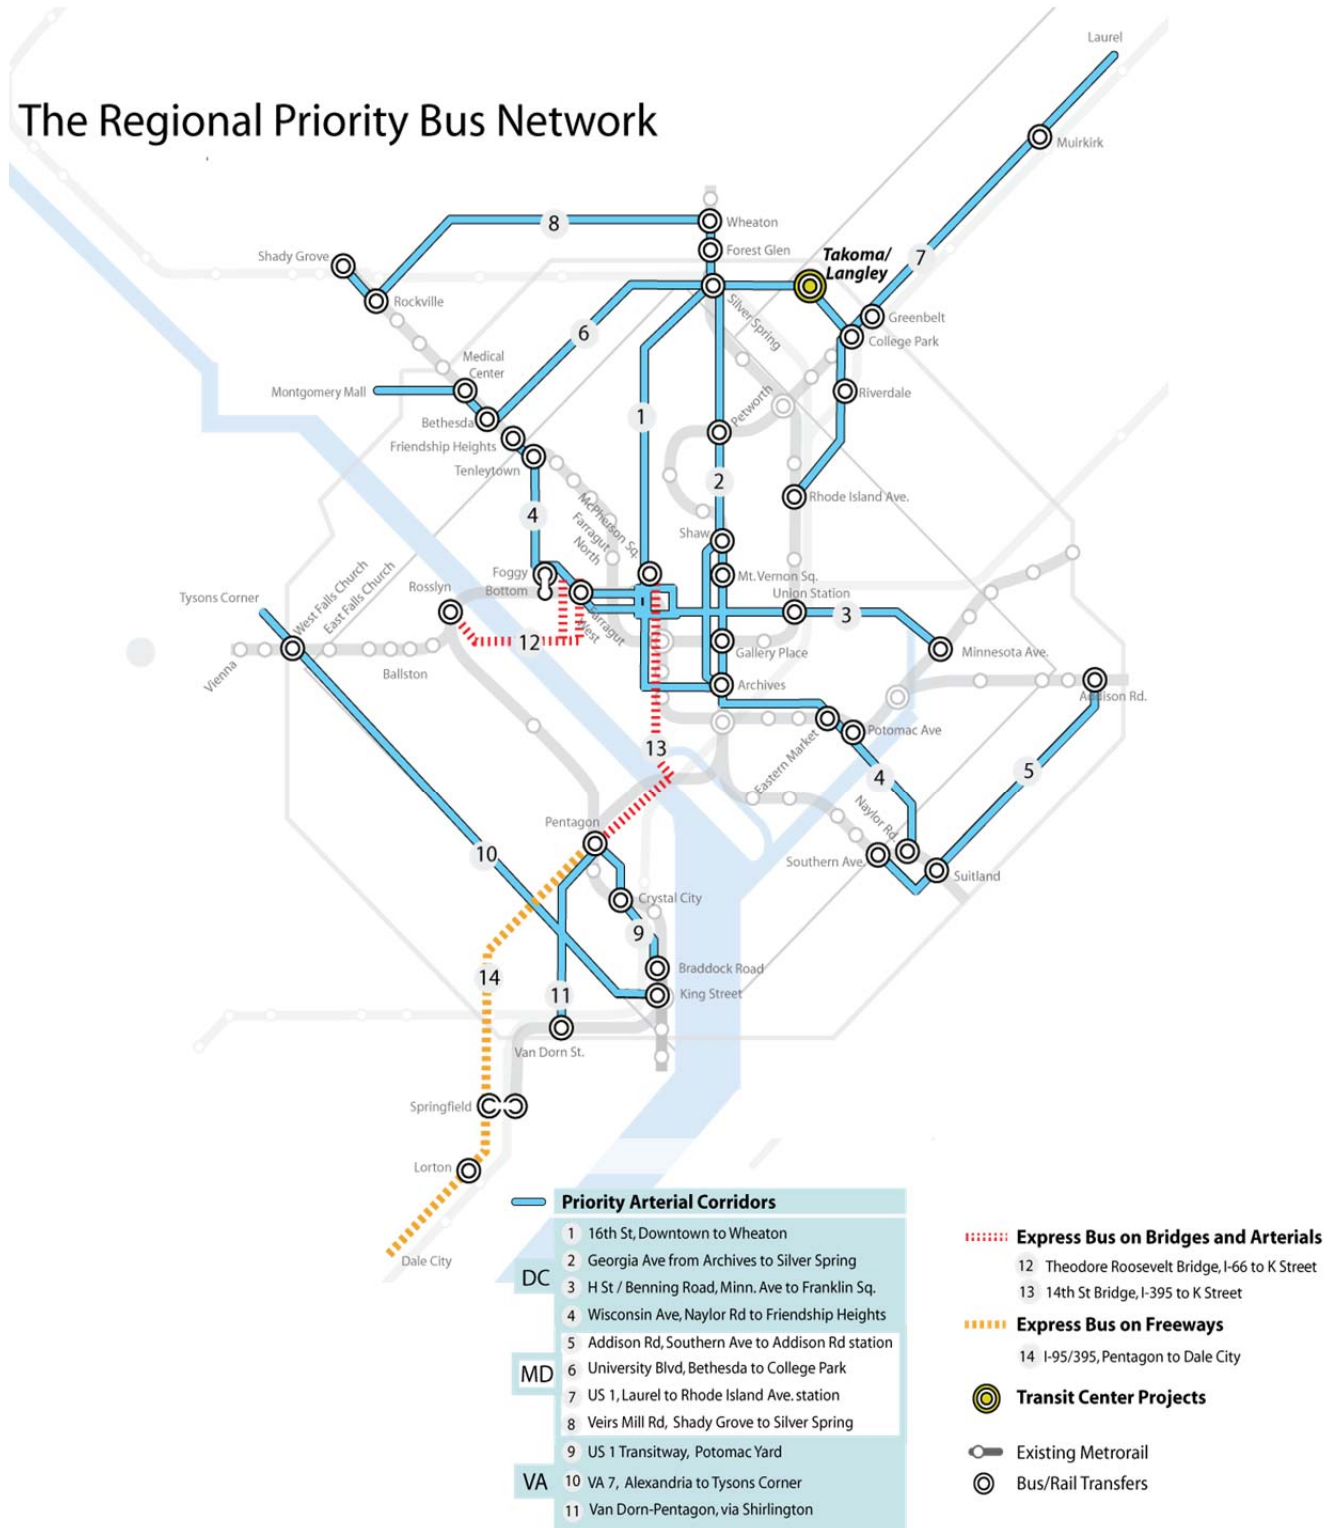 The Regional Priority Bus Network
Laurel
Muirkirk
8
Wheaton
Forest Glen
Shady Grove
Rockville
Takoma/
Langley
7
Silver Spring
Greenbelt
College Park
6
Medical
Center
Montgomery Mall
Bethesda
Friendship Heights
Tenleytown
Riverdale
1
Petworth
2
Rhode Island Ave.
4
McPherson Sq.
Farragut
North
Shaw
Foggy
Bottom
Mt. Vernon Sq.
Union Station
3
Rosslyn
Tysons Corner
West Falls Church
East Falls Church
Farragut
West
12
Gallery Place
Minnesota Ave.
Vienna
Ballston
Archives
Addison Rd.
13
Potomac Ave
Eastern Market
4
5
Naylor Rd.
Pentagon
10
Southern Ave.
Suitland
Crystal City
9
Braddock Road
14
11
King Street
Van Dorn St.
Springfield
Lorton
Dale City
Priority Arterial Corridors
DC
1 16th St, Downtown to Wheaton
2 Georgia Ave from Archives to Silver Spring
3 H St / Benning Road, Minn. Ave to Franklin Sq.
4 Wisconsin Ave, Naylor Rd to Friendship Heights
MD
5 Addison Rd, Southern Ave to Addison Rd station
6 University Blvd, Bethesda to College Park
7 US 1, Laurel to Rhode Island Ave. station
8 Veirs Mill Rd, Shady Grove to Silver Spring
VA
9 US 1 Transitway, Potomac Yard
10 VA 7, Alexandria to Tysons Corner
11 Van Dorn-Pentagon, via Shirlington
Express Bus on Bridges and Arterials
12 Theodore Roosevelt Bridge, I-66 to K Street
13 14th St Bridge, I-395 to K Street
Express Bus on Freeways
14 I-95/395, Pentagon to Dale City
Transit Center Projects
Existing Metrorail
Bus/Rail Transfers